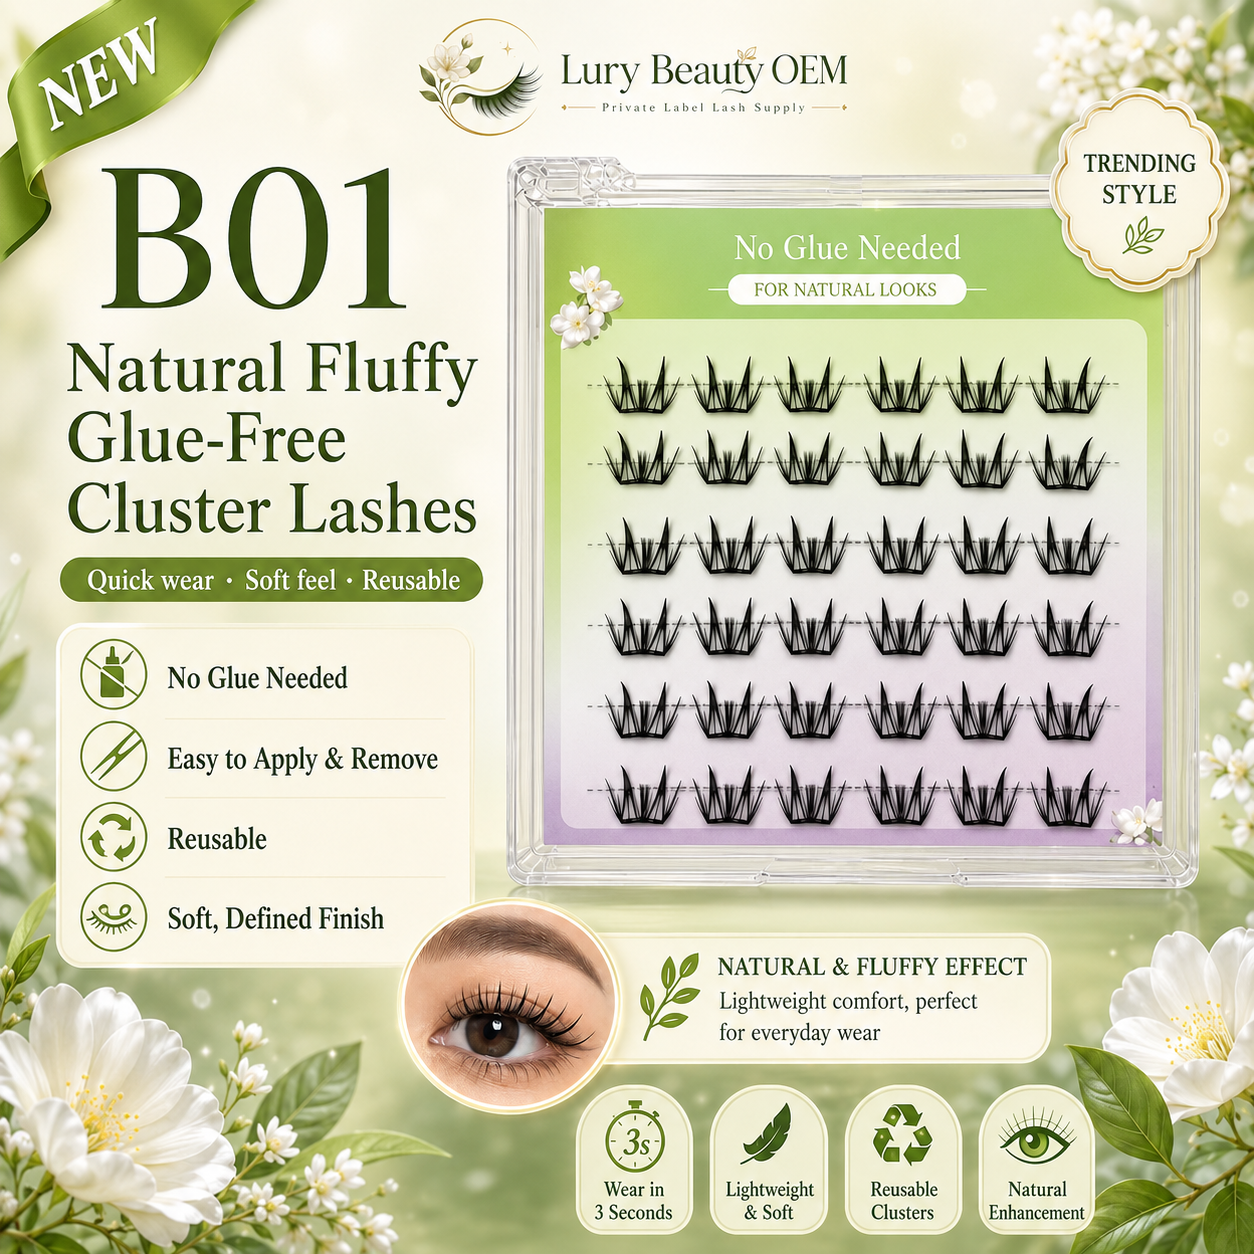 NEW
Lury Beauty OEM
Private Label Lash Supply
TRENDING
STYLE
B01
Natural Fluffy
Glue-Free
Cluster Lashes
Quick wear · Soft feel · Reusable
No Glue Needed
Easy to Apply & Remove
Reusable
Soft, Defined Finish
No Glue Needed
FOR NATURAL LOOKS
NATURAL & FLUFFY EFFECT
Lightweight comfort, perfect
for everyday wear
3s
Wear in
3 Seconds
Lightweight
& Soft
Reusable
Clusters
Natural
Enhancement